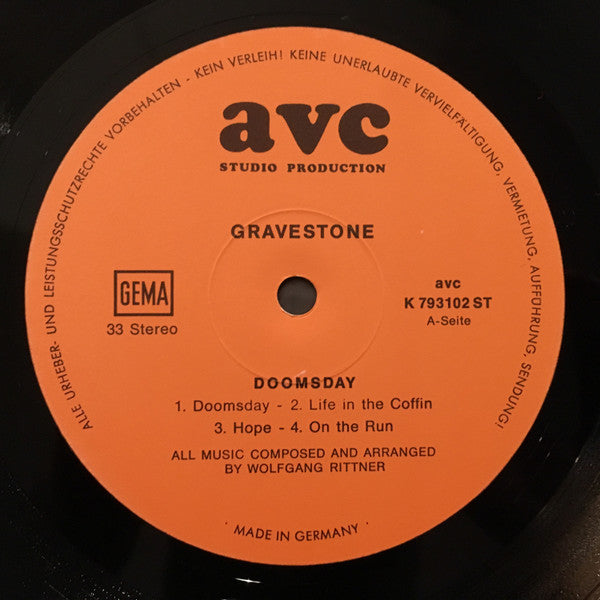 ALLE URHEBER- UND LEISTUNGSSCHUTZRECHTE VORBEHALTEN - KEIN VERLEIH! KEINE UNERLAUBTE VERVIELFÄLTIGUNG, VERMIETUNG, AUFFÜHRUNG, SENDUNG!
avc
STUDIO PRODUCTION
GRAVESTONE
GEMA
33 Stereo
avc
K 793102 ST
A-Seite
DOOMSDAY
1. Doomsday - 2. Life in the Coffin
3. Hope - 4. On the Run
ALL MUSIC COMPOSED AND ARRANGED
BY WOLFGANG RITTNER
· MADE IN GERMANY ·